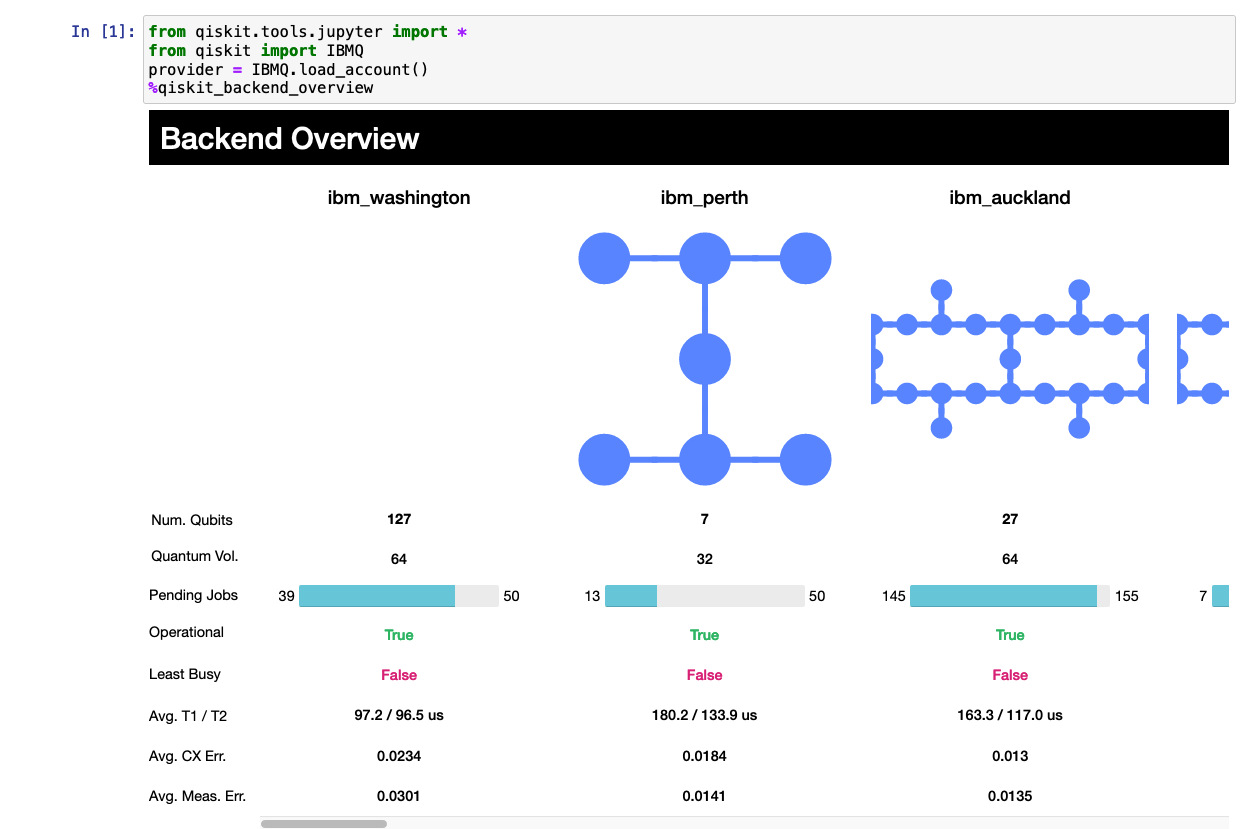 In [1]: from qiskit.tools.jupyter import *
from qiskit import IBMQ
provider = IBMQ.load_account()
%qiskit_backend_overview
Backend Overview
ibm_washington ibm_perth ibm_auckland
Num. Qubits 127 7 27
Quantum Vol. 64 32 64
Pending Jobs 39 50 13 50 145 155 7
Operational True True True
Least Busy False False False
Avg. T1 / T2 97.2 / 96.5 us 180.2 / 133.9 us 163.3 / 117.0 us
Avg. CX Err. 0.0234 0.0184 0.013
Avg. Meas. Err. 0.0301 0.0141 0.0135